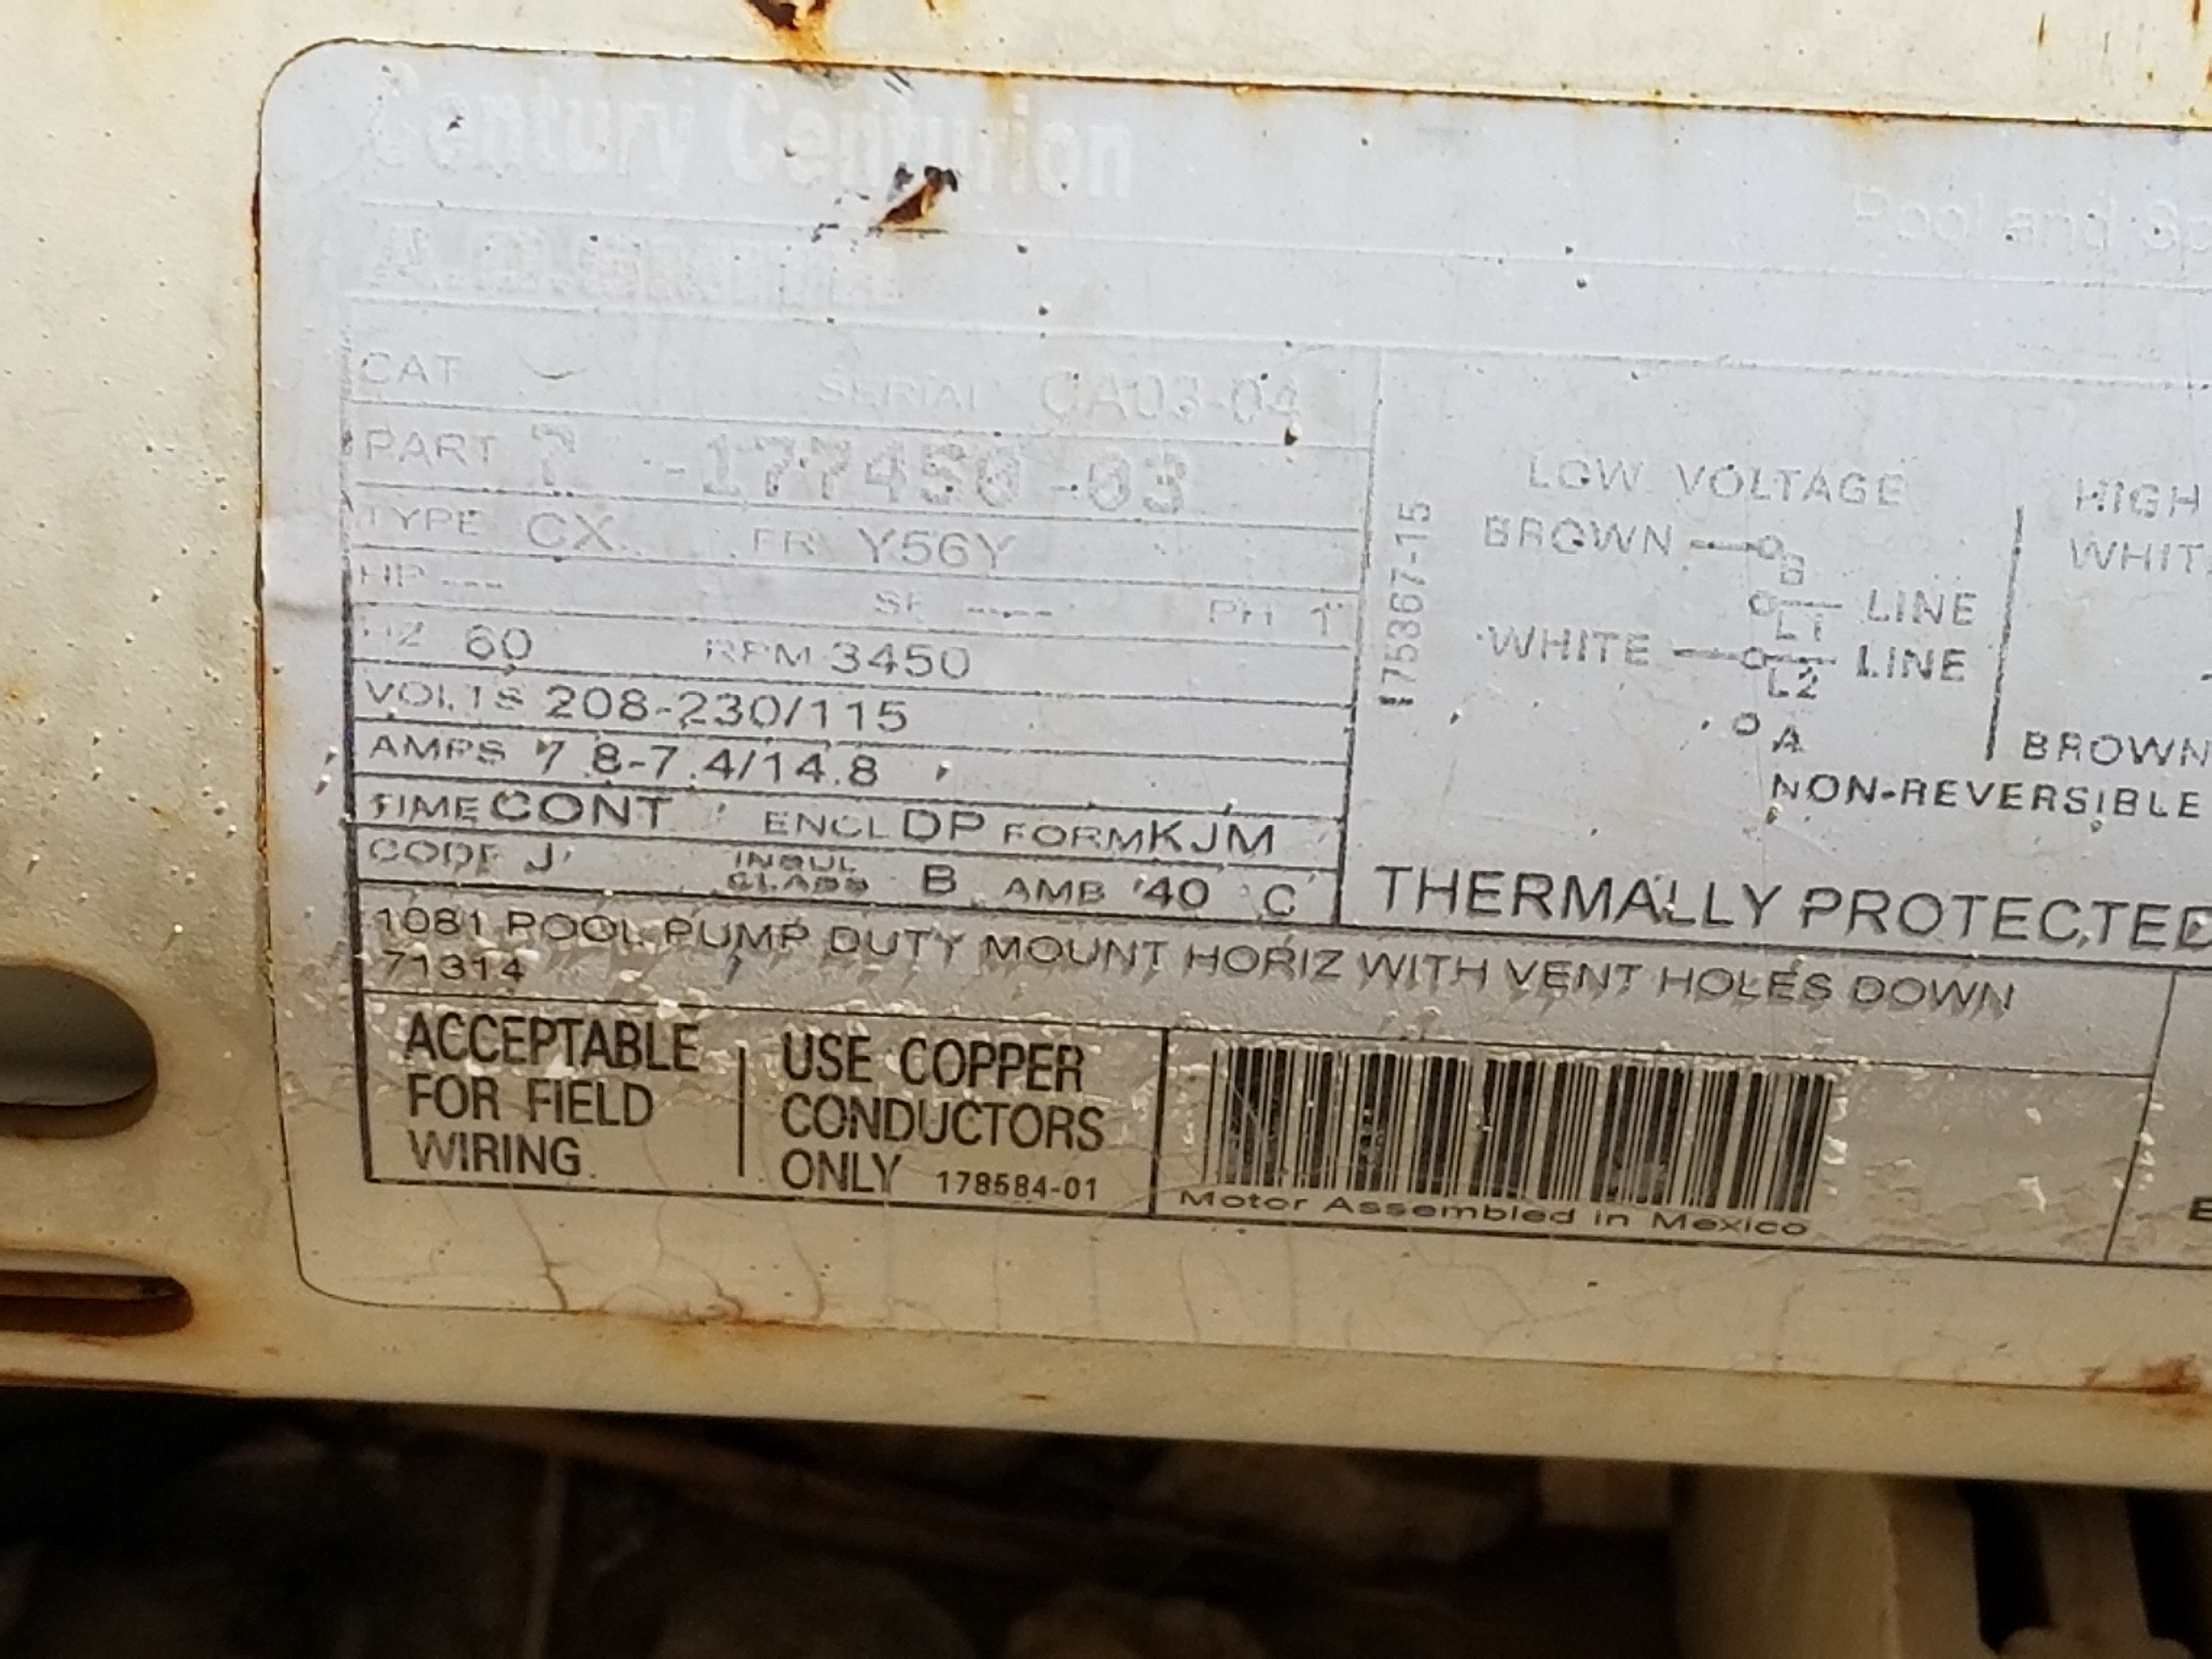 Century Centurion
Pool and
A.O.Smith
CAT SERIAL
PART 7 -177450-03
TYPE CX FR Y56Y
HP --- SF -.-- PH 1
HZ 60 RPM 3450
VOLTS 208-230/115
AMPS 7.8-7.4/14.8
TIME CONT ENCL DP FORM KJM
CODE J INSUL CLASS B AMB 40 C
175367-15
LOW VOLTAGE
BROWN B
L1 LINE
WHITE L2 LINE
A
HIGH
BROWN
NON-REVERSIBLE
THERMALLY PROTECTED
1081 POOL PUMP DUTY MOUNT HORIZ WITH VENT HOLES DOWN
71314
ACCEPTABLE
FOR FIELD
WIRING.
USE COPPER
CONDUCTORS
ONLY 178584-01
Motor Assembled in Mexico